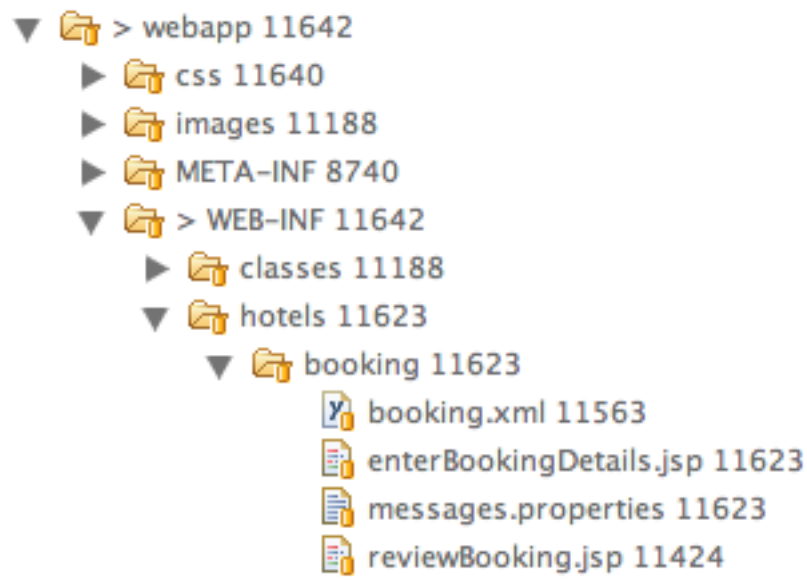 > webapp 11642
css 11640
images 11188
META-INF 8740
> WEB-INF 11642
classes 11188
hotels 11623
booking 11623
booking.xml 11563
enterBookingDetails.jsp 11623
messages.properties 11623
reviewBooking.jsp 11424